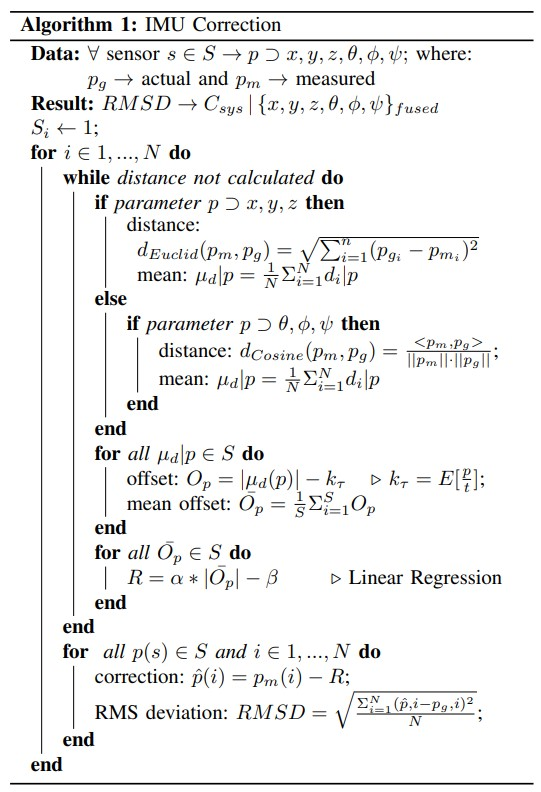 Algorithm 1: IMU Correction
Data: ∀ sensor s ∈ S → p ⊃ x, y, z, θ, ϕ, ψ; where:
p_g → actual and p_m → measured
Result: RMSD → C_sys | {x, y, z, θ, ϕ, ψ}_fused
S_i ← 1;
for i ∈ 1, ..., N do
while distance not calculated do
if parameter p ⊃ x, y, z then
distance:
d_Euclid(p_m, p_g) = √(Σ_{i=1}^{n} (p_{g_i} − p_{m_i})²)
mean: μ_d|p = 1/N Σ_{i=1}^{N} d_i|p
else
if parameter p ⊃ θ, ϕ, ψ then
distance: d_Cosine(p_m, p_g) = <p_m, p_g> / ||p_m||·||p_g||;
mean: μ_d|p = 1/N Σ_{i=1}^{N} d_i|p
end
end
for all μ_d|p ∈ S do
offset: O_p = |μ_d(p)| − k_τ ▷ k_τ = E[p/t];
mean offset: Ō_p = 1/S Σ_{i=1}^{S} O_p
end
for all Ō_p ∈ S do
R = α ∗ |Ō_p| − β ▷ Linear Regression
end
end
for all p(s) ∈ S and i ∈ 1, ..., N do
correction: p̂(i) = p_m(i) − R;
RMS deviation: RMSD = √(Σ_{i=1}^{N} (p̂,i−p_g,i)² / N);
end
end